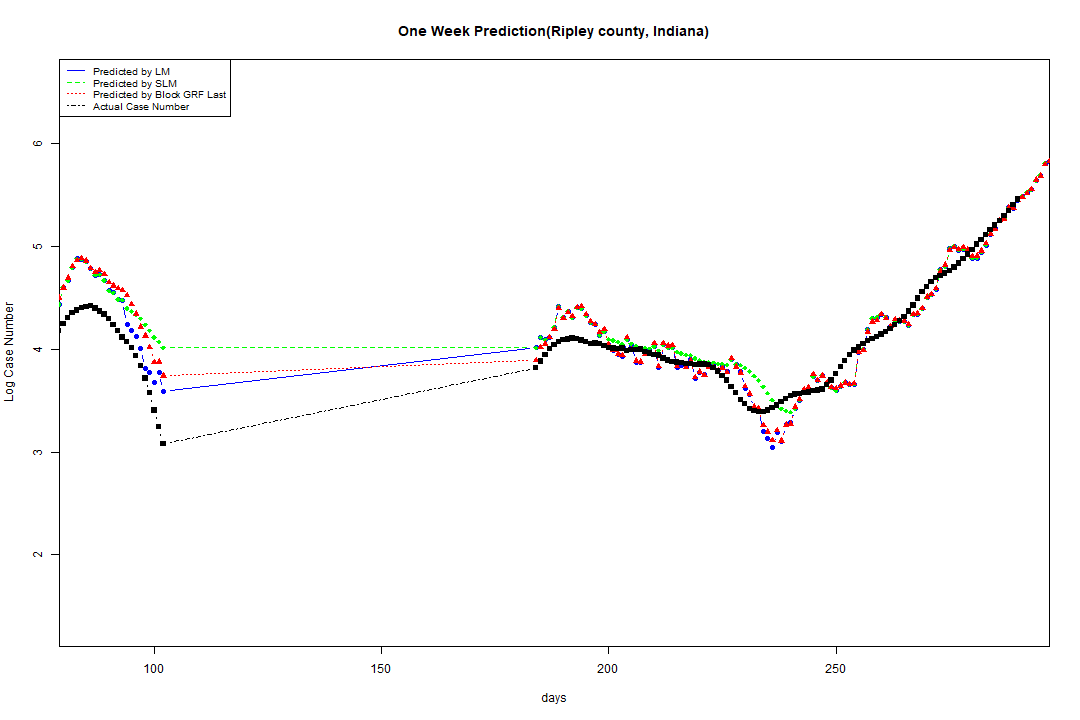 One Week Prediction(Ripley county, Indiana)
Predicted by LM
Predicted by SLM
Predicted by Block GRF Last
Actual Case Number
6
5
4
3
2
Log Case Number
100
150
200
250
days